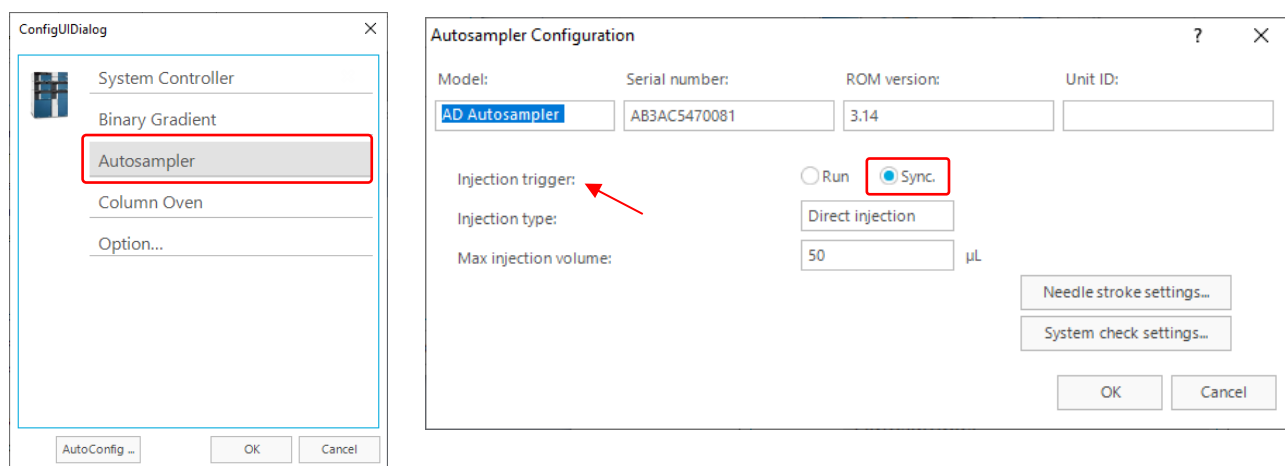 ConfigUIDialog
System Controller
Binary Gradient
Autosampler
Column Oven
Option...
AutoConfig ...
OK
Cancel
Autosampler Configuration
?
Model:
Serial number:
ROM version:
Unit ID:
AD Autosampler
AB3AC5470081
3.14
Injection trigger:
Run
Sync.
Injection type:
Direct injection
Max injection volume:
50
µL
Needle stroke settings...
System check settings...
OK
Cancel